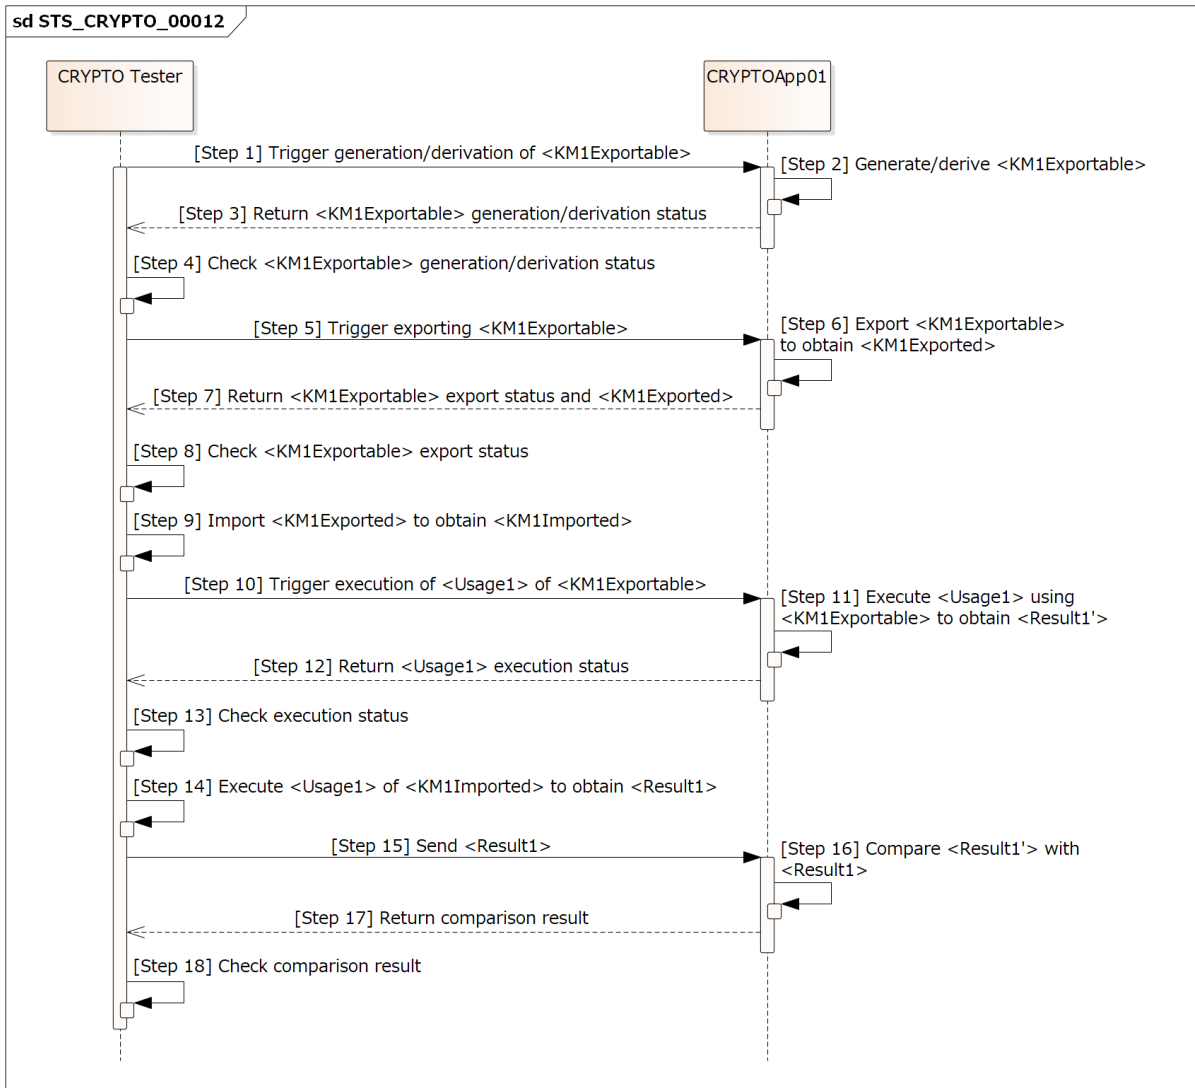 sd STS_CRYPTO_00012
CRYPTO Tester
CRYPTOApp01
[Step 1] Trigger generation/derivation of <KM1Exportable>
[Step 2] Generate/derive <KM1Exportable>
[Step 3] Return <KM1Exportable> generation/derivation status
[Step 4] Check <KM1Exportable> generation/derivation status
[Step 5] Trigger exporting <KM1Exportable>
[Step 6] Export <KM1Exportable>
to obtain <KM1Exported>
[Step 7] Return <KM1Exportable> export status and <KM1Exported>
[Step 8] Check <KM1Exportable> export status
[Step 9] Import <KM1Exported> to obtain <KM1Imported>
[Step 10] Trigger execution of <Usage1> of <KM1Exportable>
[Step 11] Execute <Usage1> using
<KM1Exportable> to obtain <Result1'>
[Step 12] Return <Usage1> execution status
[Step 13] Check execution status
[Step 14] Execute <Usage1> of <KM1Imported> to obtain <Result1>
[Step 15] Send <Result1>
[Step 16] Compare <Result1'> with
<Result1>
[Step 17] Return comparison result
[Step 18] Check comparison result